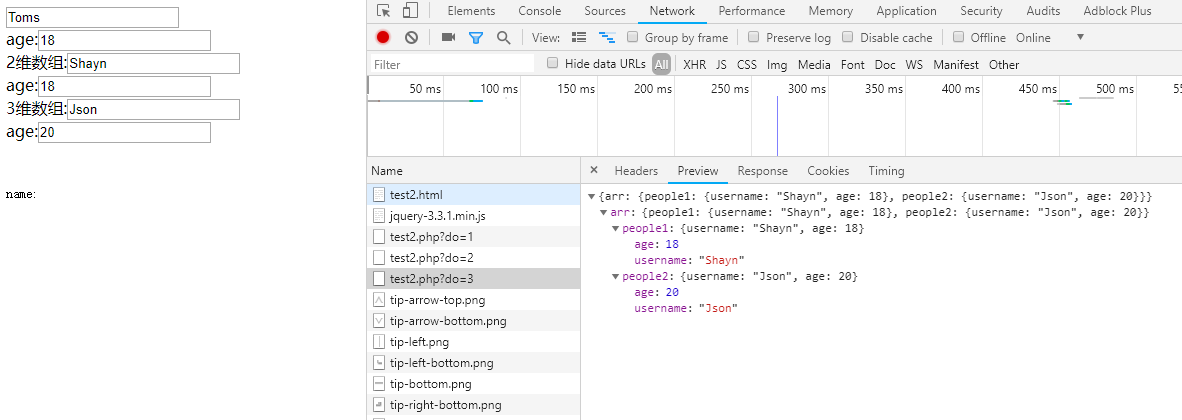 Toms
age:18
2维数组:Shayn
age:18
3维数组:Json
age:20
name:
Elements Console Sources Network Performance Memory Application Security Audits Adblock Plus
View: Group by frame Preserve log Disable cache Offline Online
Filter Hide data URLs All XHR JS CSS Img Media Font Doc WS Manifest Other
50 ms 100 ms 150 ms 200 ms 250 ms 300 ms 350 ms 400 ms 450 ms 500 ms 55
Name
test2.html
jquery-3.3.1.min.js
test2.php?do=1
test2.php?do=2
test2.php?do=3
tip-arrow-top.png
tip-arrow-bottom.png
tip-left.png
tip-left-bottom.png
tip-bottom.png
tip-right-bottom.png
× Headers Preview Response Cookies Timing
{arr: {people1: {username: "Shayn", age: 18}, people2: {username: "Json", age: 20}}}
arr: {people1: {username: "Shayn", age: 18}, people2: {username: "Json", age: 20}}
people1: {username: "Shayn", age: 18}
age: 18
username: "Shayn"
people2: {username: "Json", age: 20}
age: 20
username: "Json"